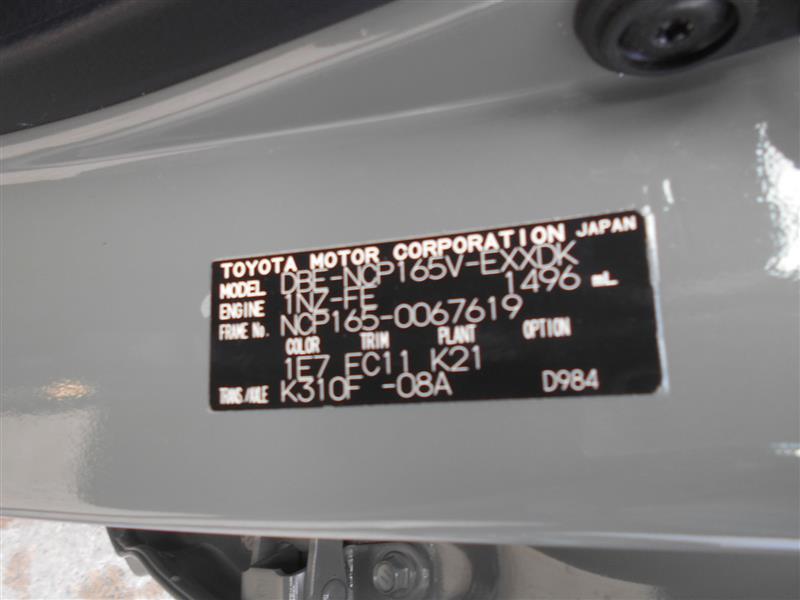 TOYOTA MOTOR CORPORATION JAPAN
MODEL DBE-NCP165V-EXXDK
ENGINE 1NZ-FE 1496 mL
FRAME No. NCP165-0067619
COLOR TRIM PLANT OPTION
1E7 FC11 K21
TRANS/AXLE K310F -08A D984